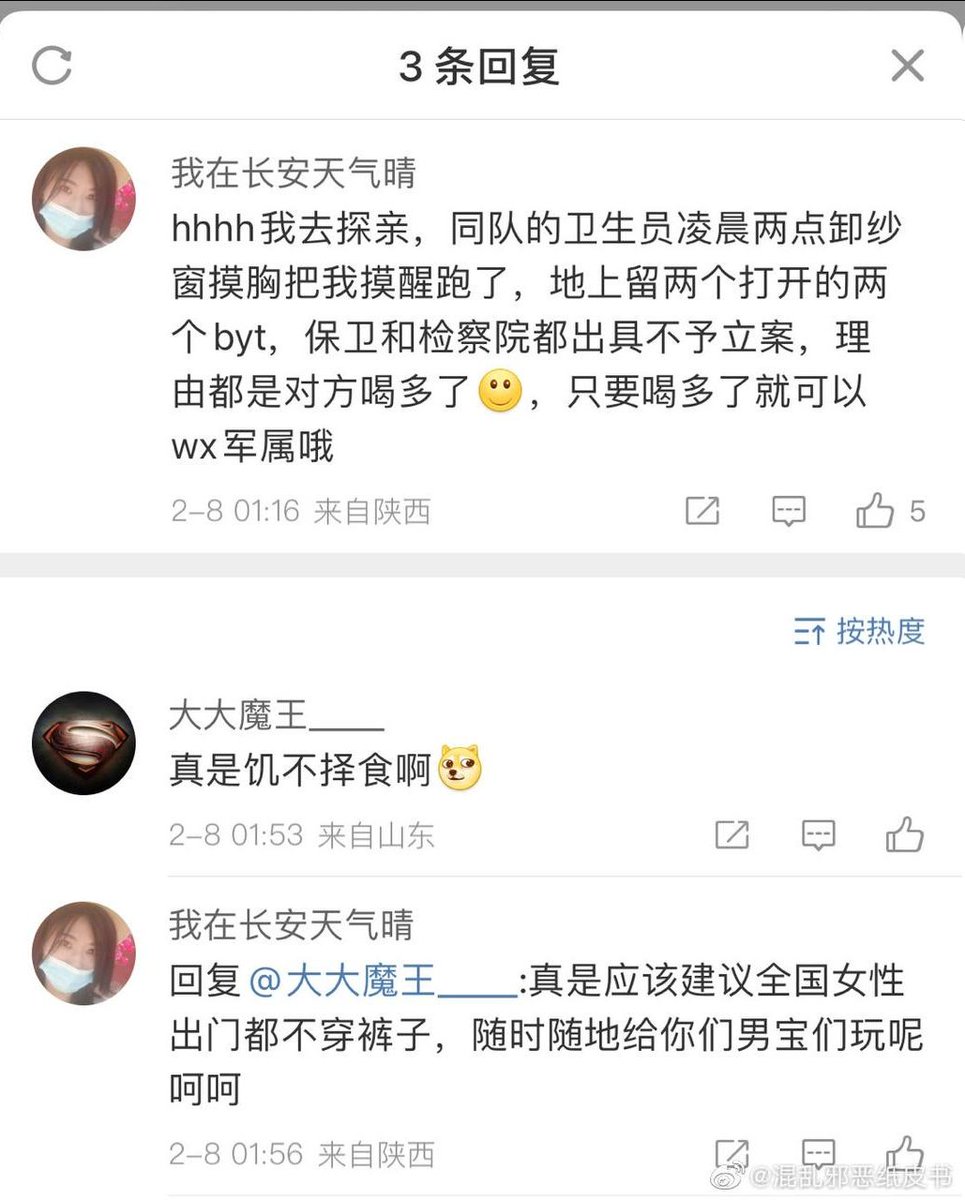 3 条回复
我在长安天气晴
hhhh我去探亲，同队的卫生员凌晨两点卸纱
窗摸胸把我摸醒跑了，地上留两个打开的两
个byt，保卫和检察院都出具不予立案，理
由都是对方喝多了，只要喝多了就可以
wx军属哦
2-8 01:16 来自陕西
5
按热度
大大魔王____
真是饥不择食啊
2-8 01:53 来自山东
我在长安天气晴
回复@大大魔王____:真是应该建议全国女性
出门都不穿裤子，随时随地给你们男宝们玩呢
呵呵
2-8 01:56 来自陕西
@混乱邪恶纸皮书